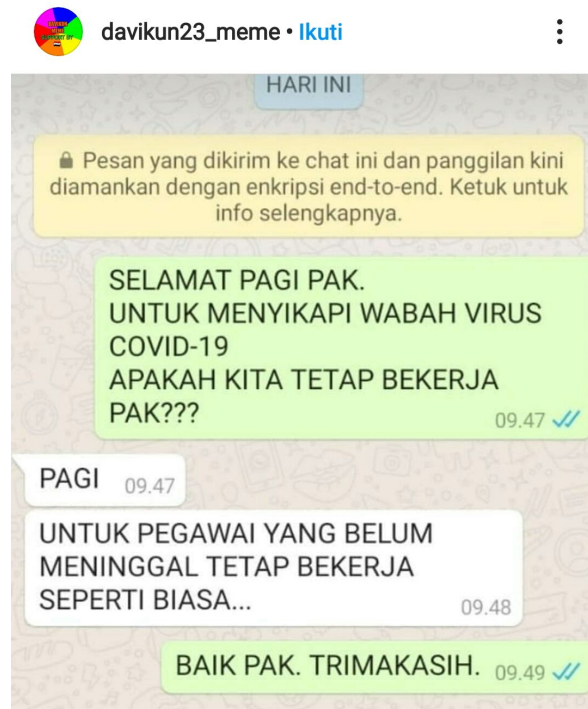 davikun23_meme • Ikuti
HARI INI
Pesan yang dikirim ke chat ini dan panggilan kini
diamankan dengan enkripsi end-to-end. Ketuk untuk
info selengkapnya.
SELAMAT PAGI PAK.
UNTUK MENYIKAPI WABAH VIRUS
COVID-19
APAKAH KITA TETAP BEKERJA
PAK???
09.47
PAGI 09.47
UNTUK PEGAWAI YANG BELUM
MENINGGAL TETAP BEKERJA
SEPERTI BIASA...
09.48
BAIK PAK. TRIMAKASIH. 09.49